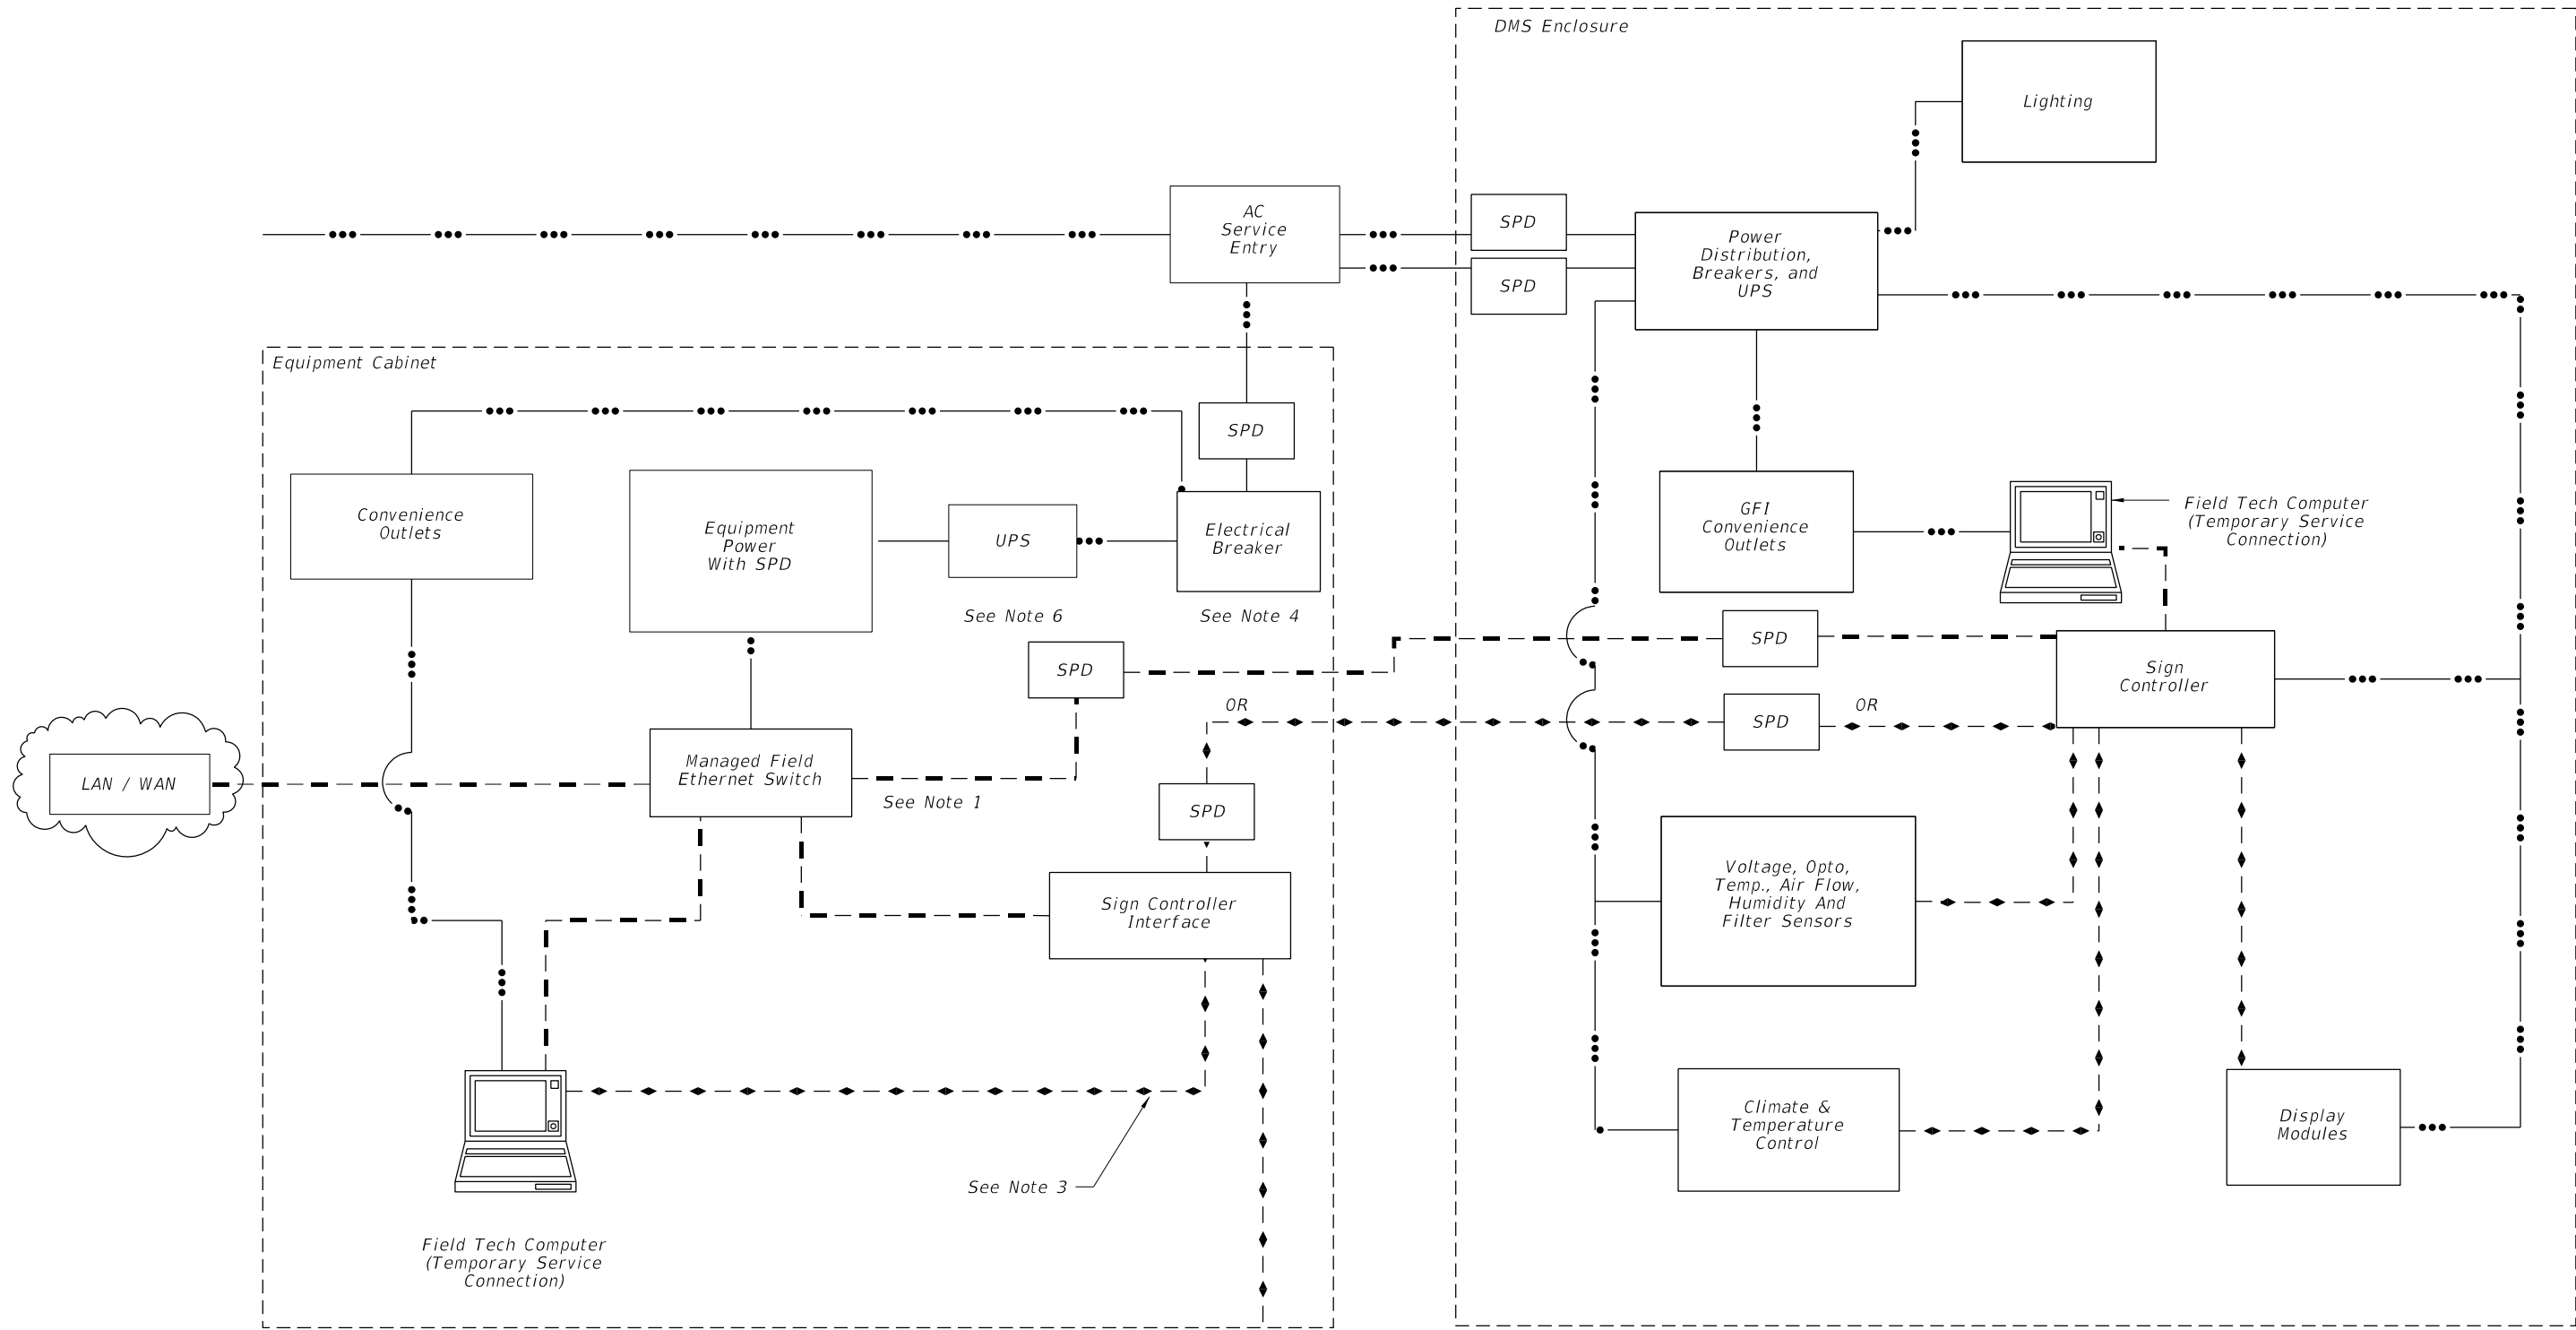 DMS Enclosure
Lighting
AC
Service
Entry
SPD
SPD
Power
Distribution,
Breakers, and
UPS
Equipment Cabinet
SPD
Convenience
Outlets
Equipment
Power
With SPD
UPS
Electrical
Breaker
See Note 6
See Note 4
GFI
Convenience
Outlets
Field Tech Computer
(Temporary Service
Connection)
SPD
SPD
Sign
Controller
OR
SPD
OR
LAN / WAN
Managed Field
Ethernet Switch
See Note 1
SPD
Sign Controller
Interface
Voltage, Opto,
Temp., Air Flow,
Humidity And
Filter Sensors
See Note 3
Climate &
Temperature
Control
Display
Modules
Field Tech Computer
(Temporary Service
Connection)